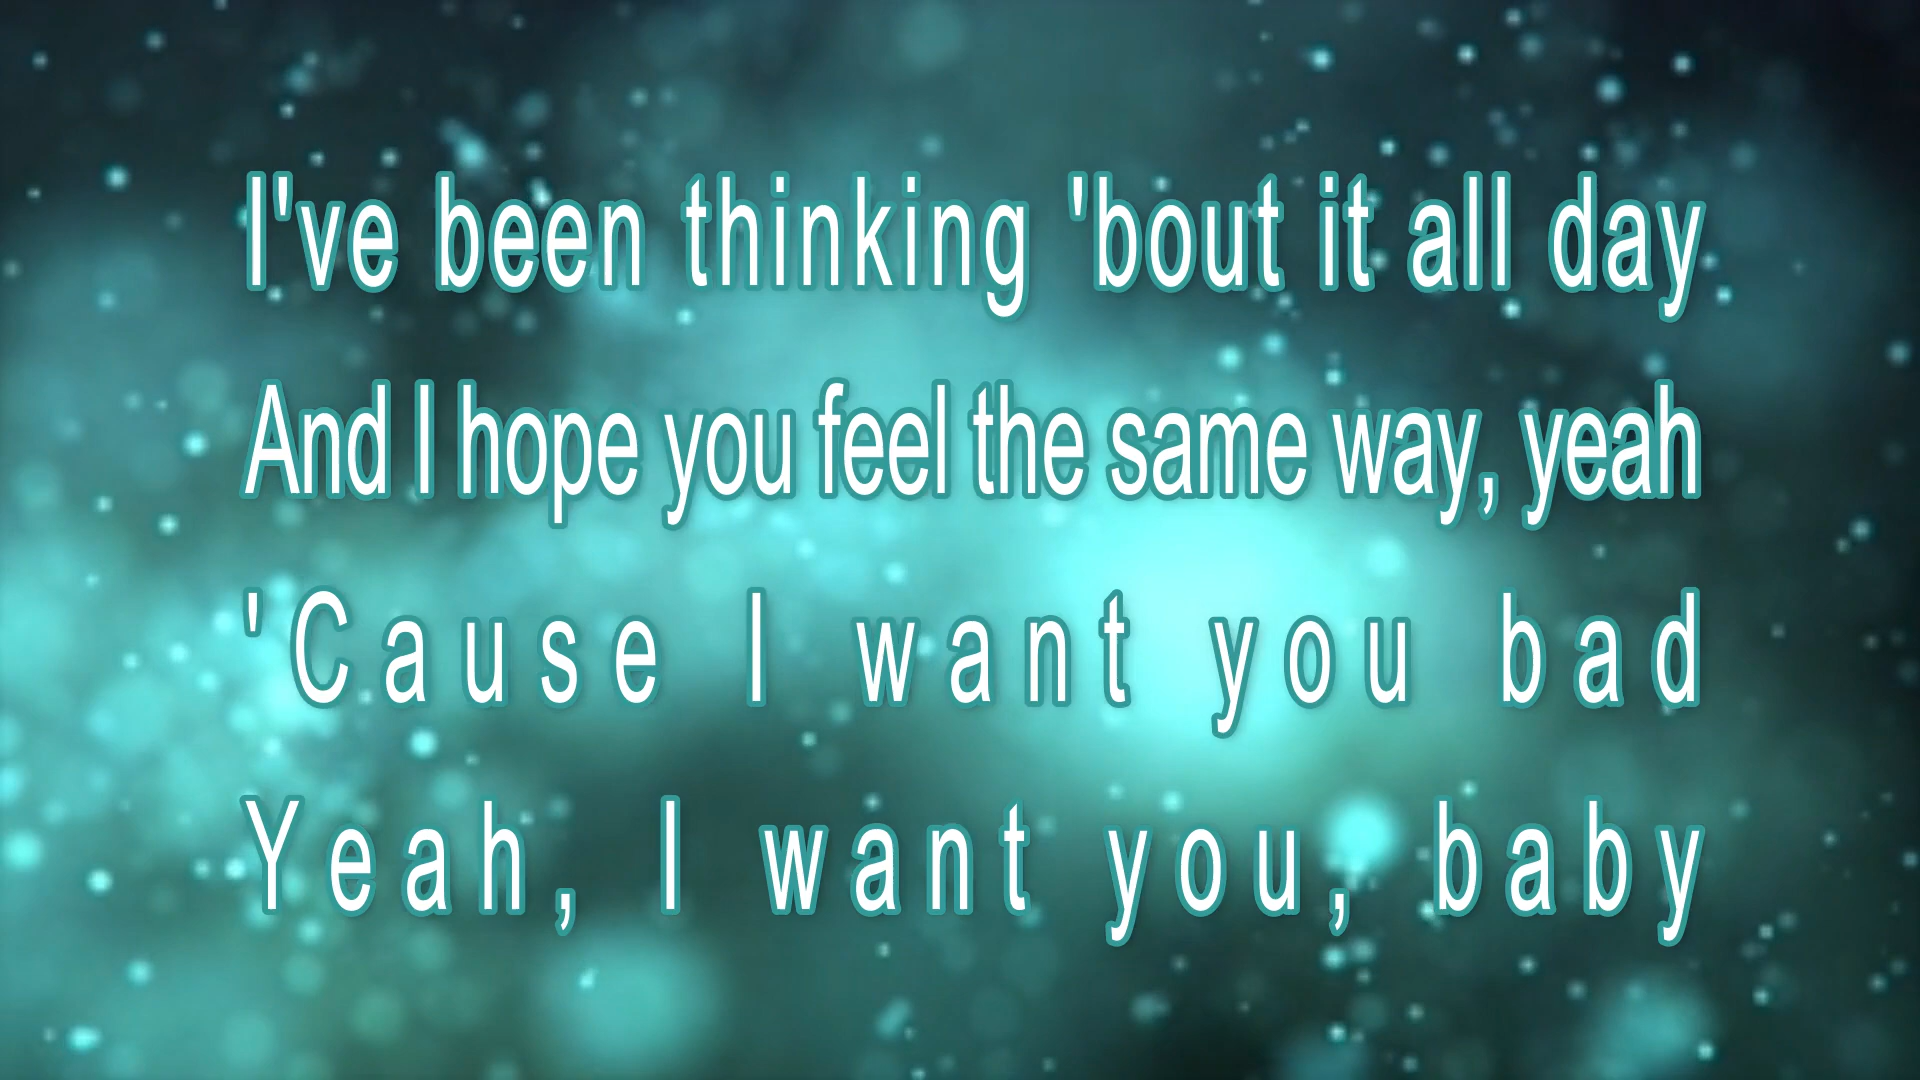 I've been thinking 'bout it all day
And I hope you feel the same way, yeah
'Cause I want you bad
Yeah, I want you, baby